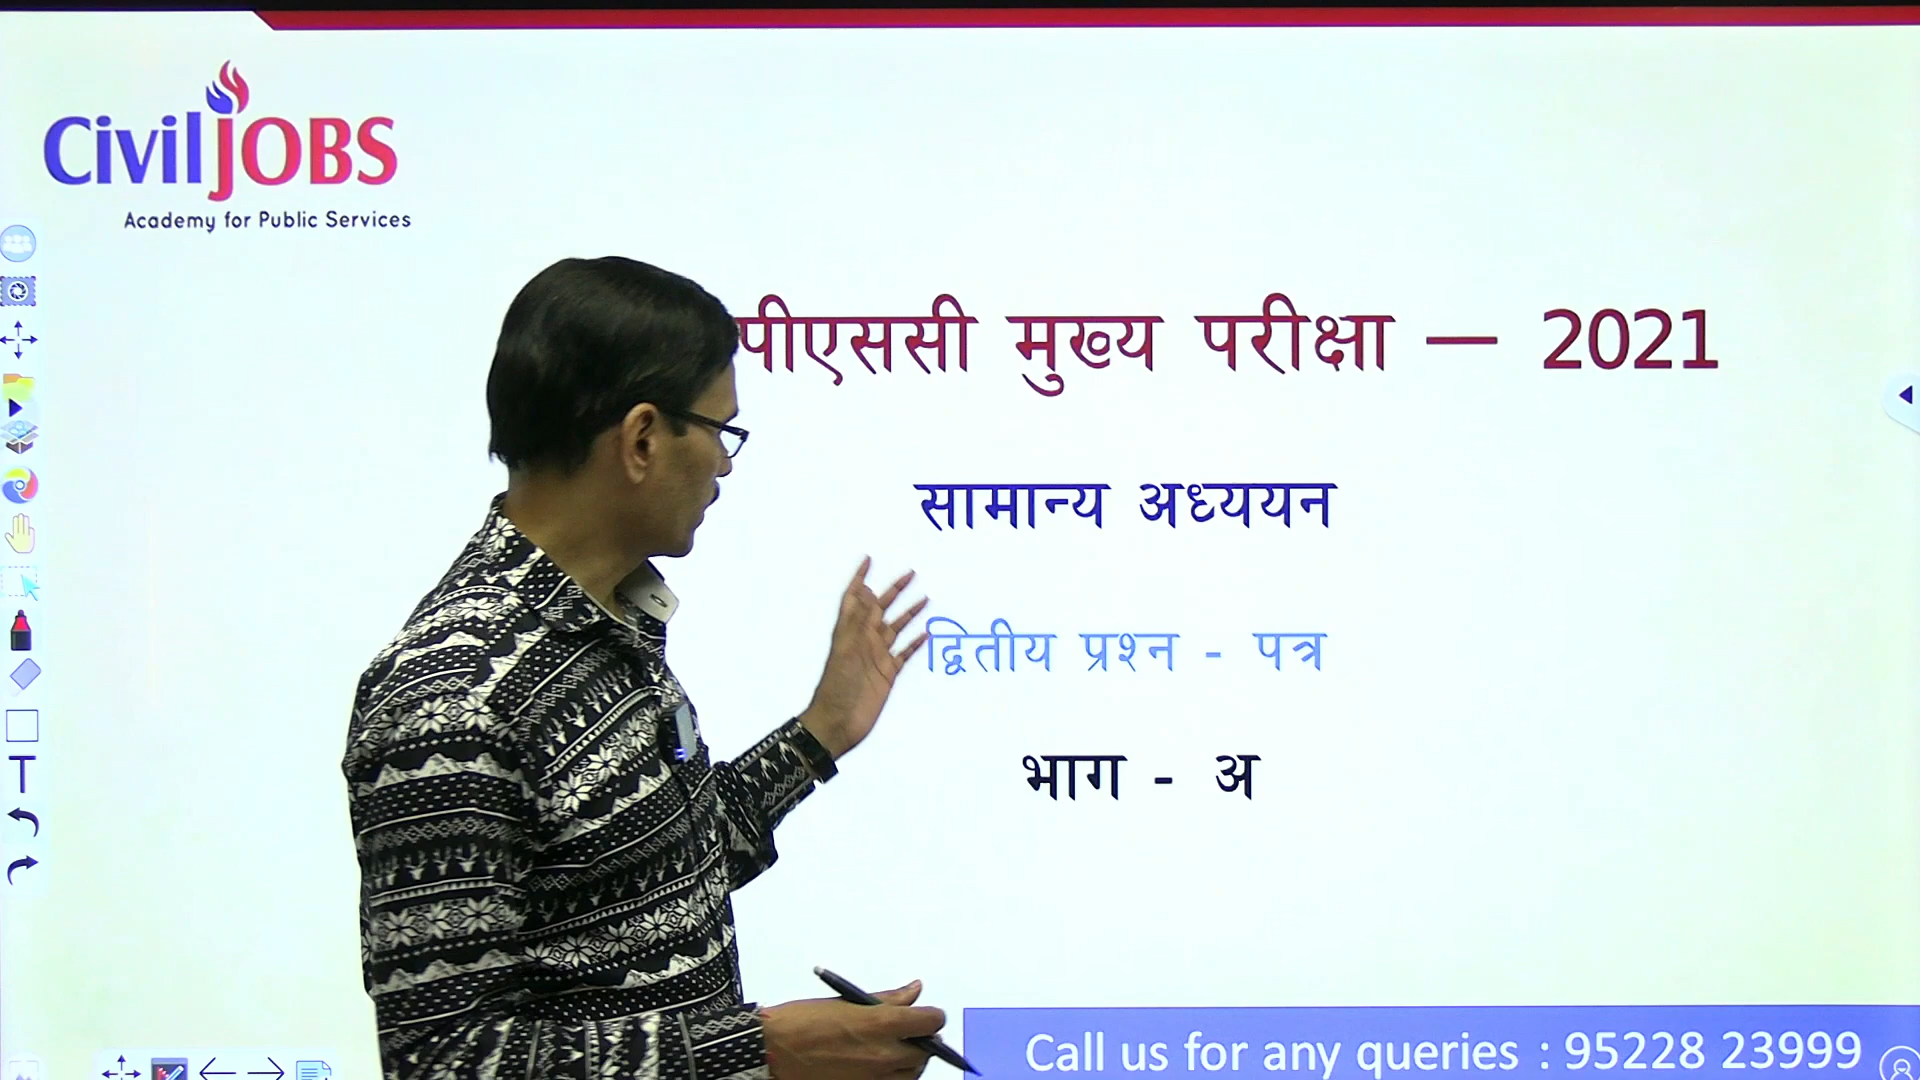 CivilJOBS
Academy for Public Services
पीएससी मुख्य परीक्षा — 2021
सामान्य अध्ययन
द्वितीय प्रश्न - पत्र
भाग - अ
T
Call us for any queries : 95228 23999